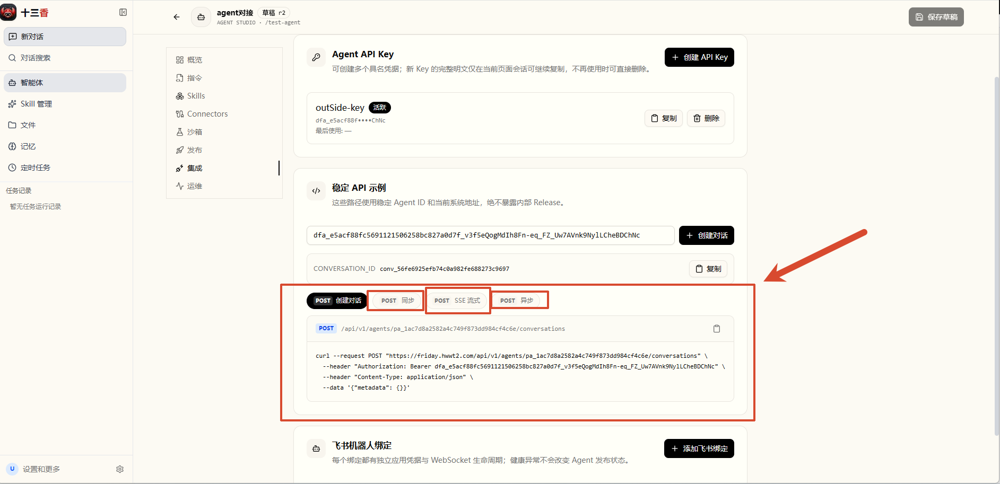 十三香
新对话
对话搜索
智能体
Skill 管理
文件
记忆
定时任务
任务记录
暂无任务运行记录
U 设置和更多
agent对接 草稿 r2
AGENT STUDIO · /test-agent
保存草稿
概览
指令
Skills
Connectors
沙箱
发布
集成
运维
Agent API Key
可创建多个具名凭据；新 Key 的完整明文仅在当前页面会话可继续复制，不再使用时可直接删除。
+ 创建 API Key
outSide-key 活跃
dfa_e5acf88f••••ChNc
最后使用: —
复制 删除
稳定 API 示例
这些路径使用稳定 Agent ID 和当前系统地址，绝不暴露内部 Release。
dfa_e5acf88fc5691121506258bc827a0d7f_v3f5eQogMdIh8Fn-eq_FZ_Uw7AVnk9NylLCheBDChNc
+ 创建对话
CONVERSATION_ID conv_56fe6925efb74c0a982fe688273c9697
复制
POST 创建对话 POST 同步 POST SSE 流式 POST 异步
POST /api/v1/agents/pa_1ac7d8a2582a4c749f873dd984cf4c6e/conversations
curl --request POST "https://friday.hwwt2.com/api/v1/agents/pa_1ac7d8a2582a4c749f873dd984cf4c6e/conversations" \
--header "Authorization: Bearer dfa_e5acf88fc5691121506258bc827a0d7f_v3f5eQogMdIh8Fn-eq_FZ_Uw7AVnk9NylLCheBDChNc" \
--header "Content-Type: application/json" \
--data '{"metadata": {}}'
飞书机器人绑定
每个绑定都有独立应用凭据与 WebSocket 生命周期；健康异常不会改变 Agent 发布状态。
+ 添加飞书绑定